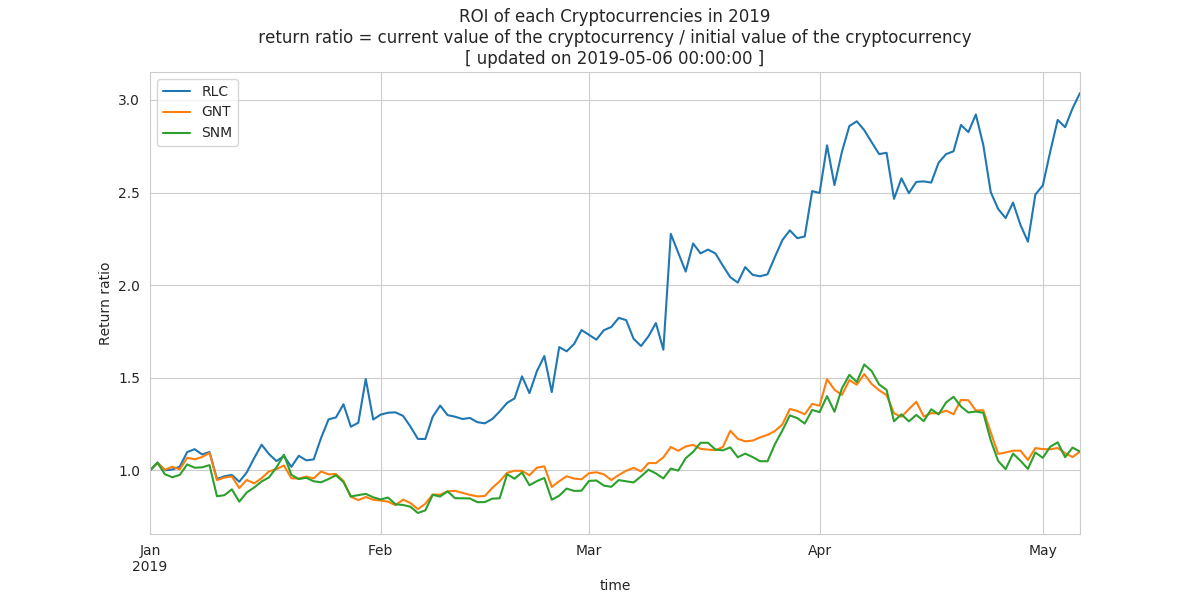 ROI of each Cryptocurrencies in 2019
return ratio = current value of the cryptocurrency / initial value of the cryptocurrency
[ updated on 2019-05-06 00:00:00 ]
RLC
GNT
SNM
3.0
2.5
2.0
1.5
1.0
Return ratio
Jan Feb Mar Apr May
2019
time